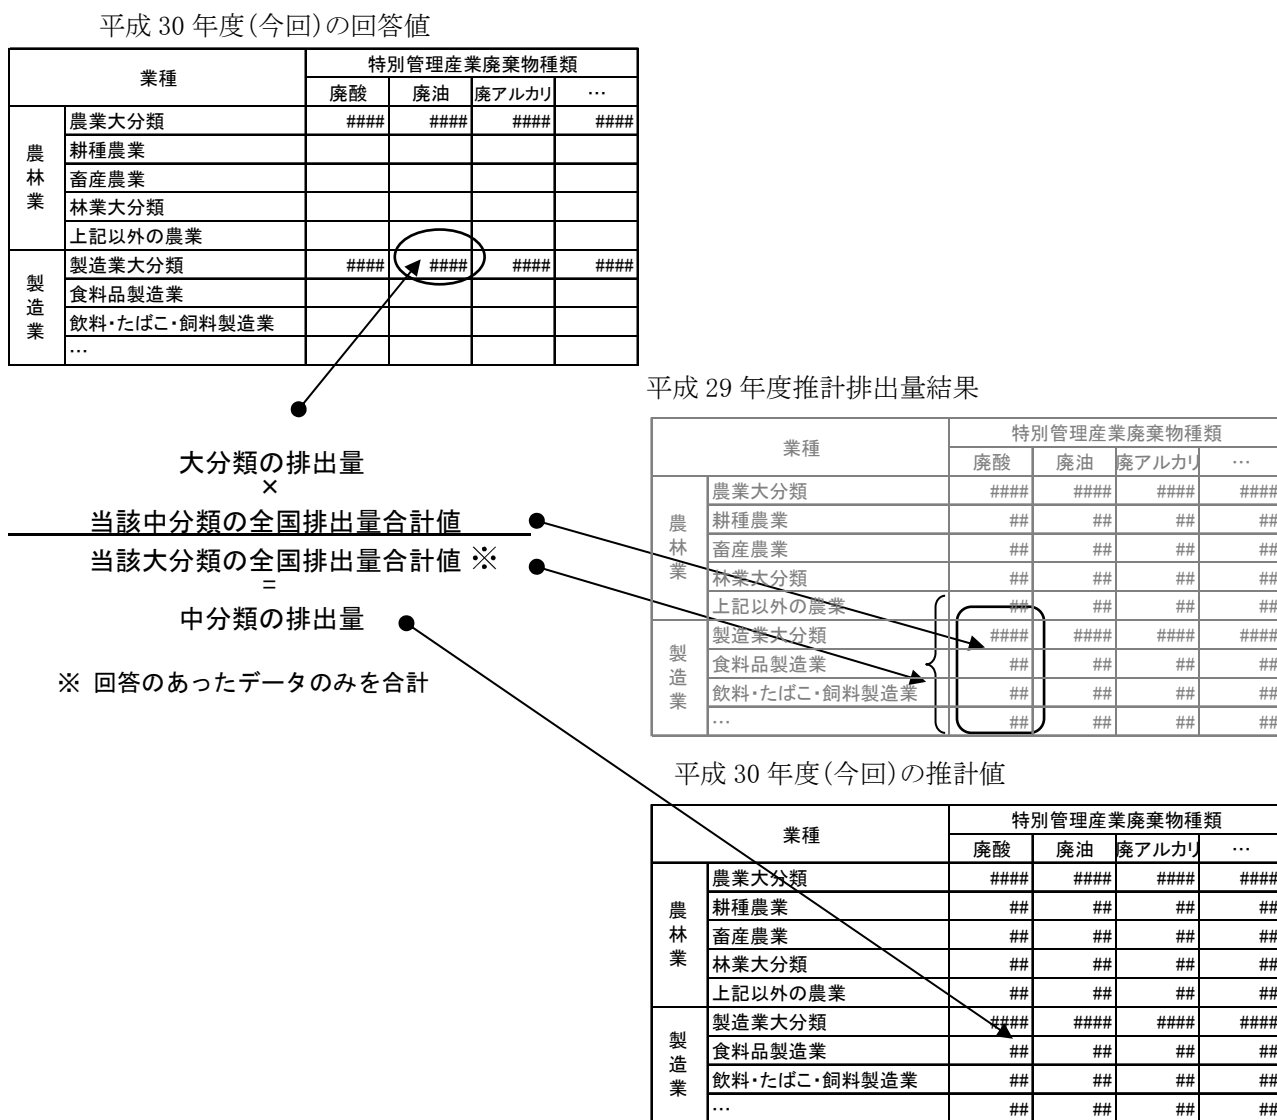 平成 30 年度(今回)の回答値
業種 特別管理産業廃棄物種類
廃酸 廃油 廃アルカリ …
農林業 農業大分類 #### #### #### ####
耕種農業
畜産農業
林業大分類
上記以外の農業
製造業 製造業大分類 #### #### #### ####
食料品製造業
飲料・たばこ・飼料製造業
…
大分類の排出量
×
当該中分類の全国排出量合計値
当該大分類の全国排出量合計値 ※
=
中分類の排出量
※ 回答のあったデータのみを合計
平成 29 年度推計排出量結果
業種 特別管理産業廃棄物種類
廃酸 廃油 廃アルカリ …
農林業 農業大分類 #### #### #### ####
耕種農業 ## ## ## ##
畜産農業 ## ## ## ##
林業大分類 ## ## ## ##
上記以外の農業 ## ## ## ##
製造業 製造業大分類 #### #### #### ####
食料品製造業 ## ## ## ##
飲料・たばこ・飼料製造業 ## ## ## ##
… ## ## ## ##
平成 30 年度(今回)の推計値
業種 特別管理産業廃棄物種類
廃酸 廃油 廃アルカリ …
農林業 農業大分類 #### #### #### ####
耕種農業 ## ## ## ##
畜産農業 ## ## ## ##
林業大分類 ## ## ## ##
上記以外の農業 ## ## ## ##
製造業 製造業大分類 #### #### #### ####
食料品製造業 ## ## ## ##
飲料・たばこ・飼料製造業 ## ## ## ##
… ## ## ## ##